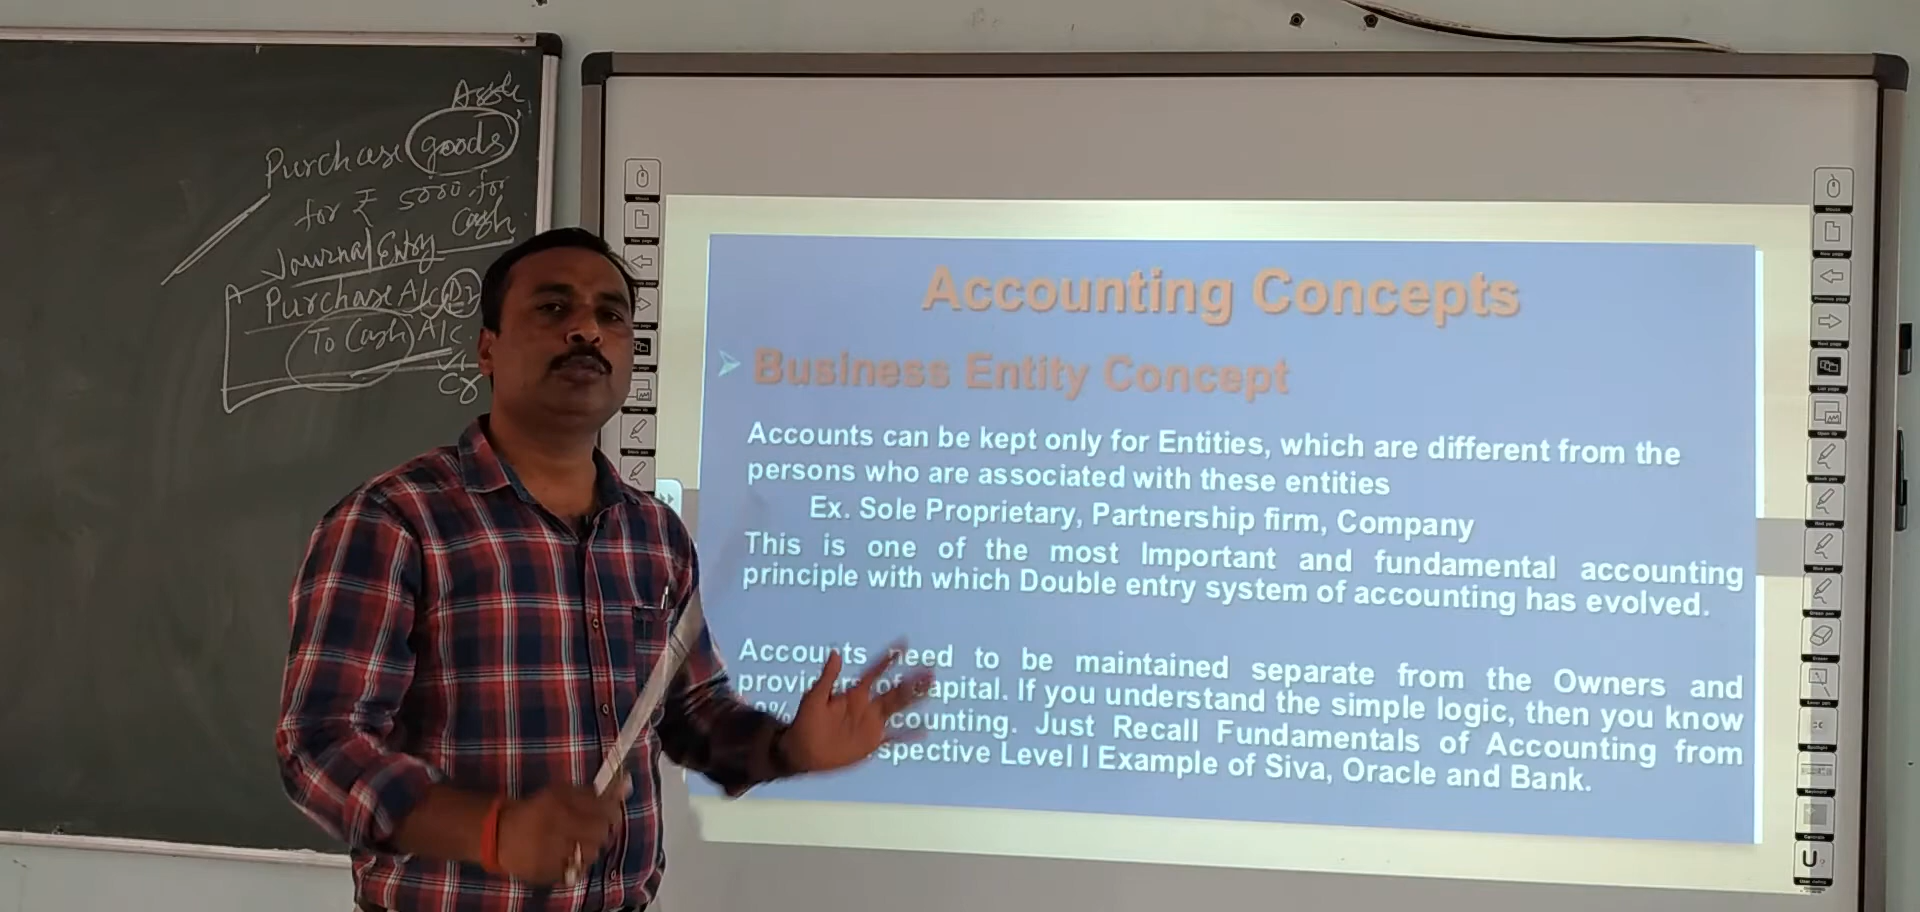 Purchase goods
for ₹ 5000 for
Cash
Journal Entry
Purchase A/c Dr
To Cash A/c
Cr
Accounting Concepts
Business Entity Concept
Accounts can be kept only for Entities, which are different from the
persons who are associated with these entities
Ex. Sole Proprietary, Partnership firm, Company
This is one of the most Important and fundamental accounting
principle with which Double entry system of accounting has evolved.
Accounts need to be maintained separate from the Owners and
providers of capital. If you understand the simple logic, then you know
counting. Just Recall Fundamentals of Accounting from
spective Level I Example of Siva, Oracle and Bank.